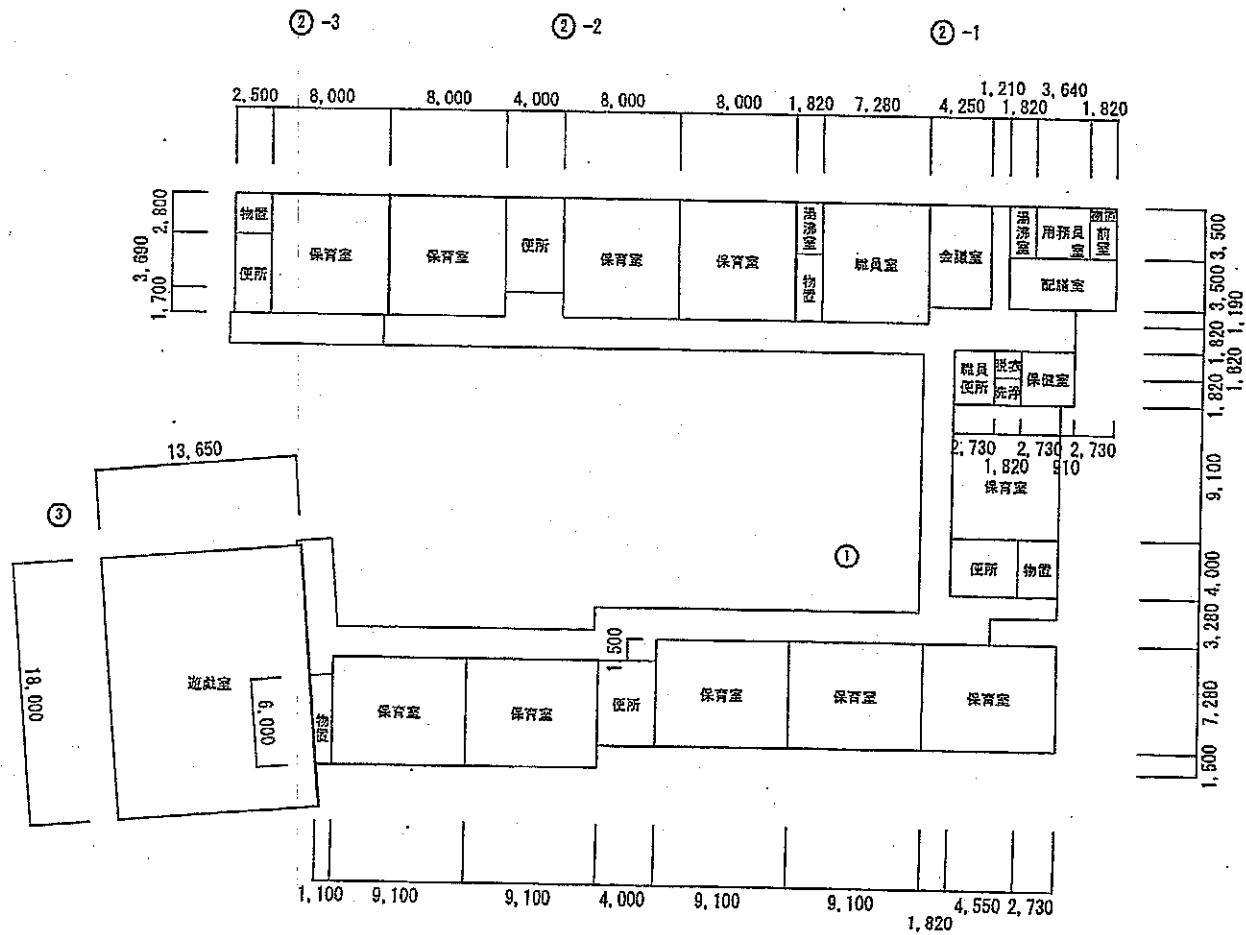 ②-3 ②-2 ②-1
2,500 8,000 8,000 4,000 8,000 8,000 1,820 7,280 4,250 1,210 1,820 3,640 1,820
2,800
3,690
1,700
物置
便所
保育室
保育室
便所
保育室
保育室
湯沸室
物置
職員室
会議室
湯沸室
用務員室
物置
前室
配膳室
3,500
3,500
1,190
1,820
1,820
1,820
9,100
4,000
3,280
7,280
1,500
職員便所
脱衣
洗浄
保健室
2,730 1,820 2,730 910 2,730
保育室
便所
物置
13,650
③
①
18,000
遊戯室
6,000
物置
保育室
保育室
1,500
便所
保育室
保育室
保育室
1,100 9,100 9,100 4,000 9,100 9,100 1,820 4,550 2,730